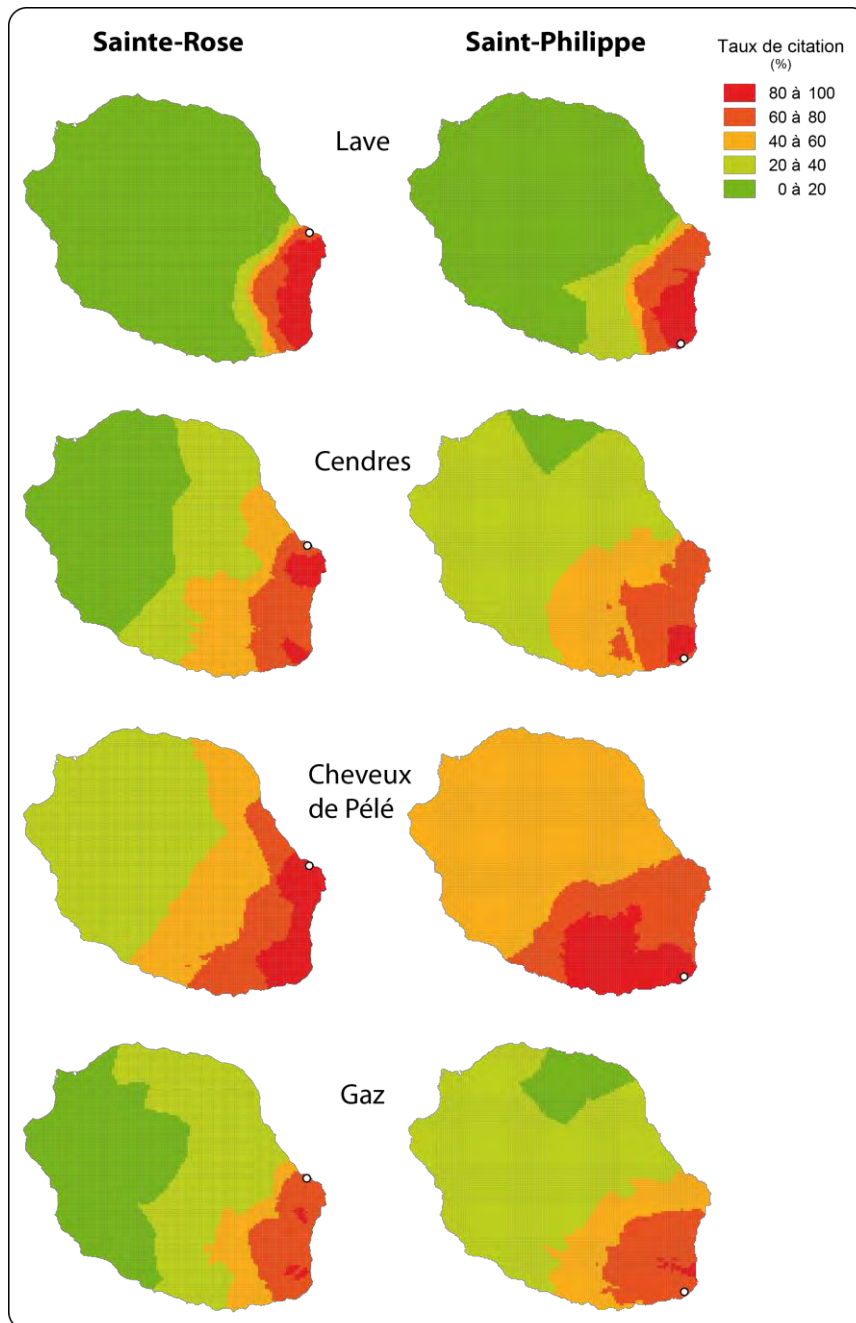 Sainte-Rose
Saint-Philippe
Taux de citation
(%)
80 à 100
60 à 80
40 à 60
20 à 40
0 à 20
Lave
Cendres
Cheveux
de Pélé
Gaz